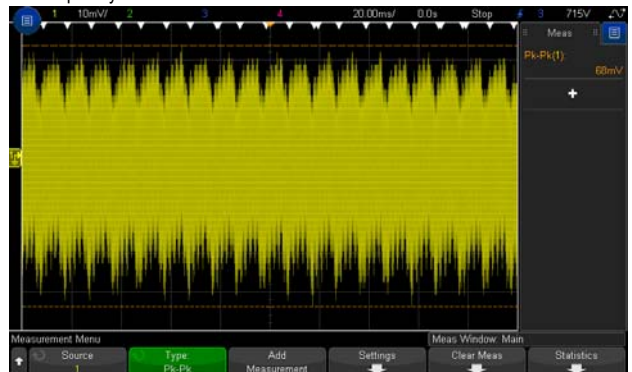 1 10mV/ 2 3 4 20.00ms/ 0.0s Stop 3 715V
Meas
Pk-Pk(1):
68mV
Measurement Menu Meas Window: Main
Source Type: Add Settings Clear Meas Statistics
1 Pk-Pk Measurement